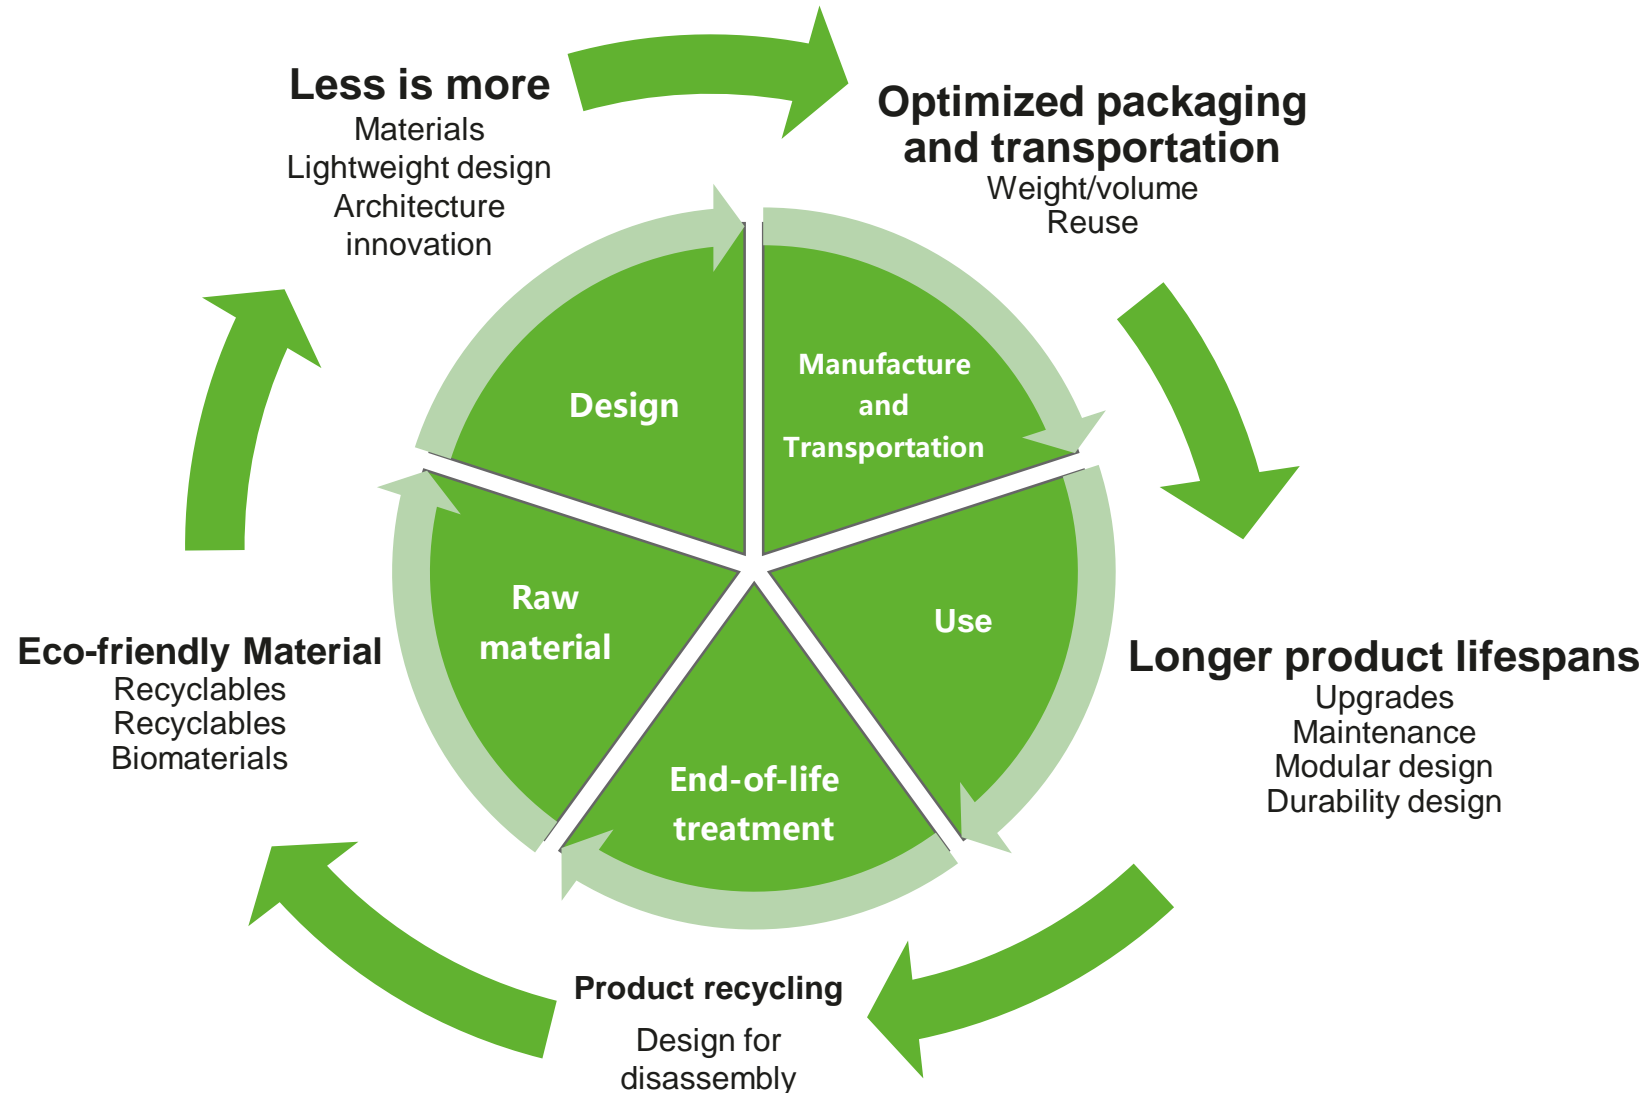 Less is more
Materials
Lightweight design
Architecture
innovation
Optimized packaging
and transportation
Weight/volume
Reuse
Design
Manufacture
and
Transportation
Raw
material
Use
End-of-life
treatment
Eco-friendly Material
Recyclables
Recyclables
Biomaterials
Longer product lifespans
Upgrades
Maintenance
Modular design
Durability design
Product recycling
Design for
disassembly